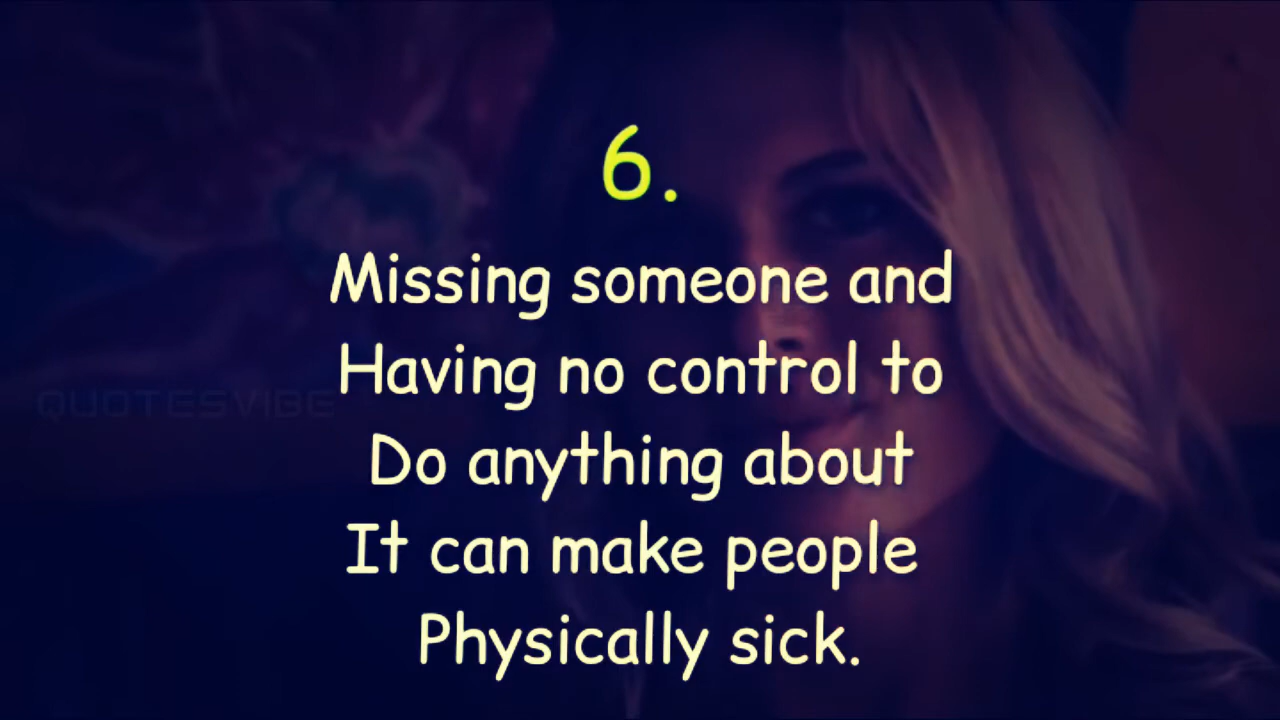 6.
Missing someone and
Having no control to
QUOTESVIBE
Do anything about
It can make people
Physically sick.